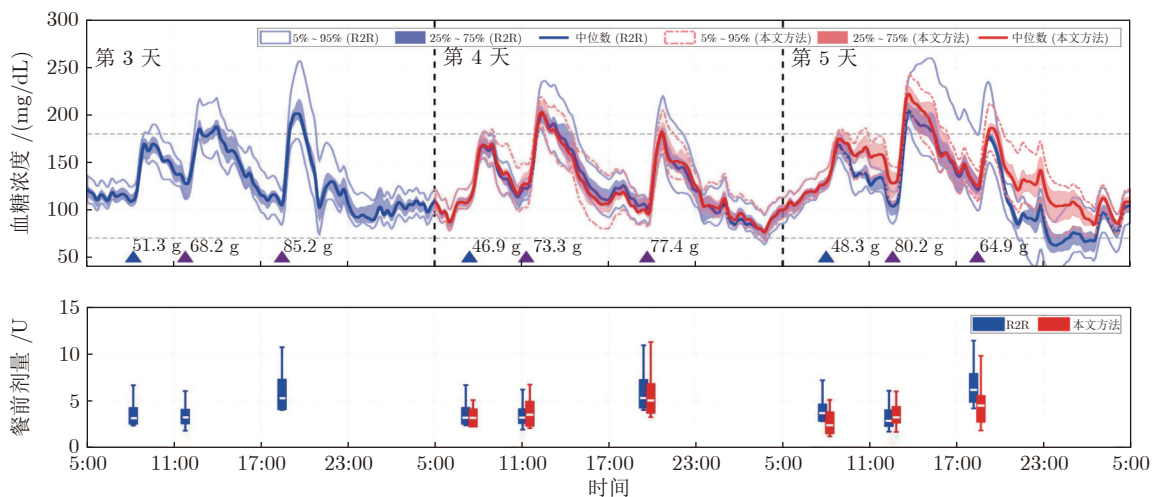 300
250
200
150
100
50
血糖浓度 /(mg/dL)
5% ~ 95% (R2R) 25% ~ 75% (R2R) 中位数 (R2R) 5% ~ 95% (本文方法) 25% ~ 75% (本文方法) 中位数 (本文方法)
第 3 天 第 4 天 第 5 天
51.3 g 68.2 g 85.2 g 46.9 g 73.3 g 77.4 g 48.3 g 80.2 g 64.9 g
15
10
5
0
餐前剂量 /U
R2R 本文方法
5:00 11:00 17:00 23:00 5:00 11:00 17:00 23:00 5:00 11:00 17:00 23:00 5:00
时间